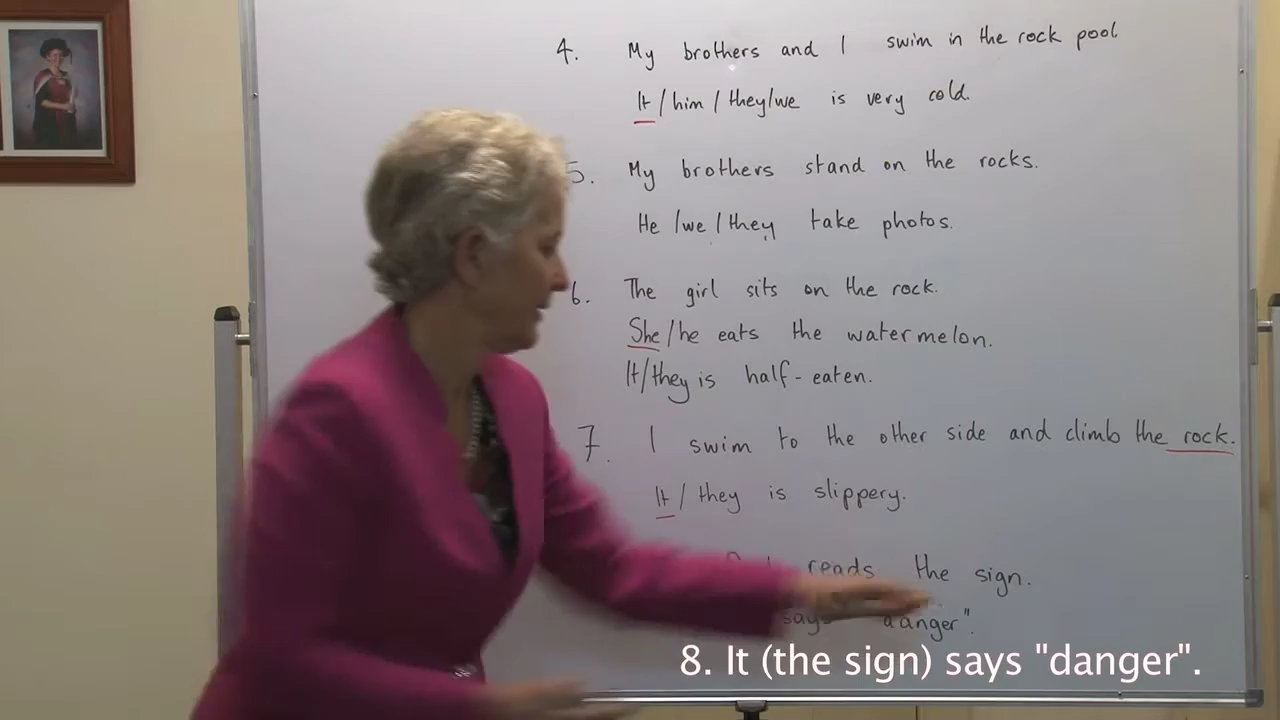 4. My brothers and I swim in the rock pool
It/him/they/we is very cold.
5. My brothers stand on the rocks.
He/we/they take photos.
6. The girl sits on the rock.
She/he eats the watermelon.
It/they is half-eaten.
7. I swim to the other side and climb the rock.
It/they is slippery.
reads the sign.
says danger".
8. It (the sign) says "danger".